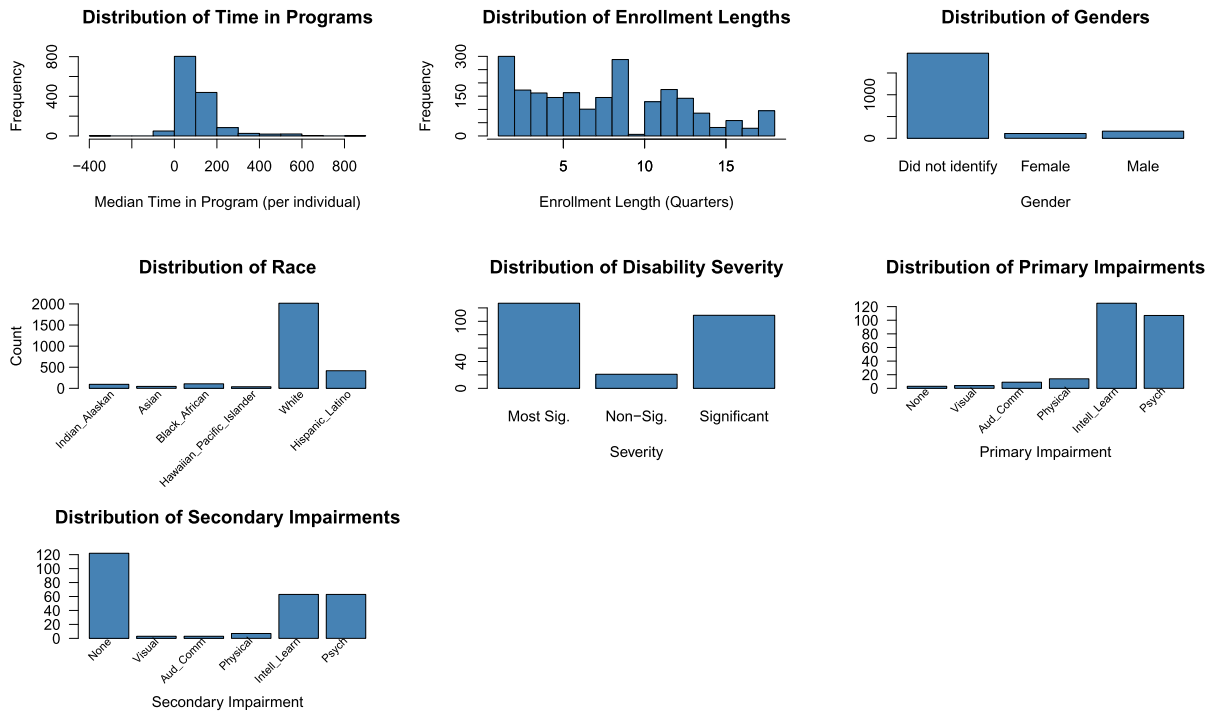 Distribution of Time in Programs
Frequency
800
400
0
−400
0
200
400
600
800
Median Time in Program (per individual)
Distribution of Enrollment Lengths
Frequency
300
150
0
5
10
15
Enrollment Length (Quarters)
Distribution of Genders
1000
0
Did not identify
Female
Male
Gender
Distribution of Race
Count
2000
1500
1000
500
0
Indian_Alaskan
Asian
Black_African
Hawaiian_Pacific_Islander
White
Hispanic_Latino
Distribution of Disability Severity
100
40
0
Most Sig.
Non−Sig.
Significant
Severity
Distribution of Primary Impairments
120
100
80
60
40
20
0
None
Visual
Aud_Comm
Physical
Intell_Learn
Psych
Primary Impairment
Distribution of Secondary Impairments
120
100
80
60
40
20
0
None
Visual
Aud_Comm
Physical
Intell_Learn
Psych
Secondary Impairment